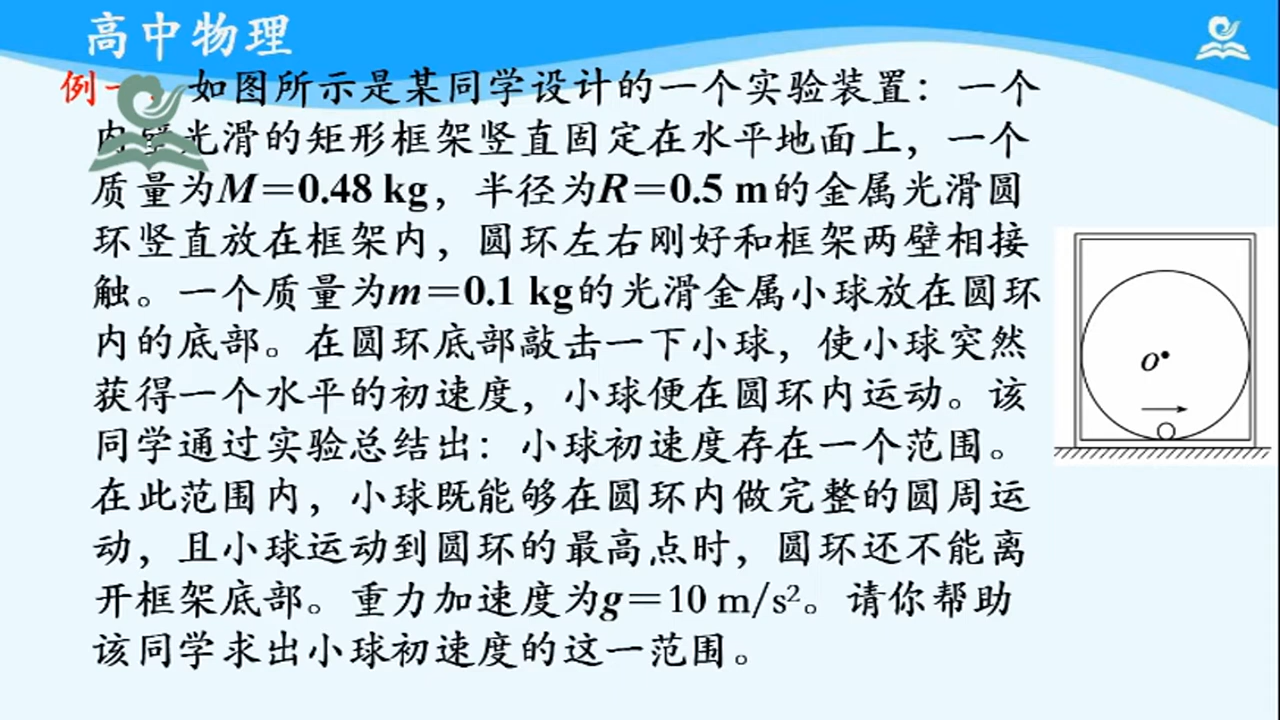 高中物理
例一、如图所示是某同学设计的一个实验装置：一个
内壁光滑的矩形框架竖直固定在水平地面上，一个
质量为M＝0.48 kg，半径为R＝0.5 m的金属光滑圆
环竖直放在框架内，圆环左右刚好和框架两壁相接
触。一个质量为m＝0.1 kg的光滑金属小球放在圆环
内的底部。在圆环底部敲击一下小球，使小球突然
获得一个水平的初速度，小球便在圆环内运动。该
同学通过实验总结出：小球初速度存在一个范围。
在此范围内，小球既能够在圆环内做完整的圆周运
动，且小球运动到圆环的最高点时，圆环还不能离
开框架底部。重力加速度为g＝10 m/s²。请你帮助
该同学求出小球初速度的这一范围。
O